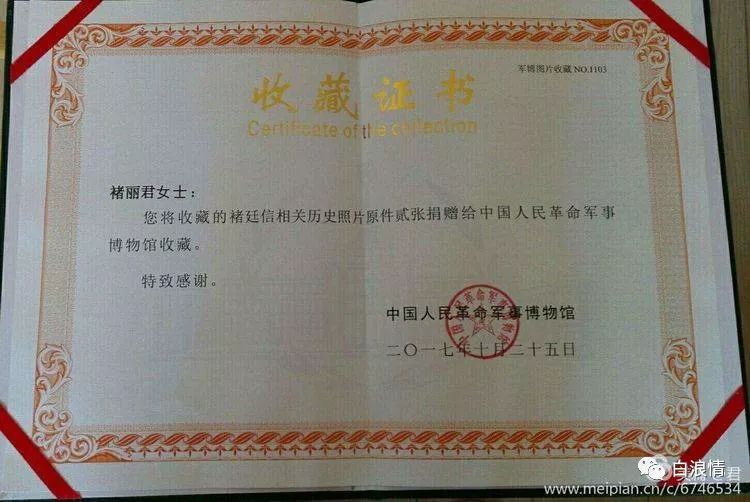 军博图片收藏 NO.1103
收藏证书
Certificate of the collection
褚丽君女士：
您将收藏的褚廷信相关历史照片原件贰张捐赠给中国人民革命军事
博物馆收藏。
特致感谢。
中国人民革命军事博物馆
二〇一七年十月二十五日
白浪情
www.meipian.cn/c/6746534